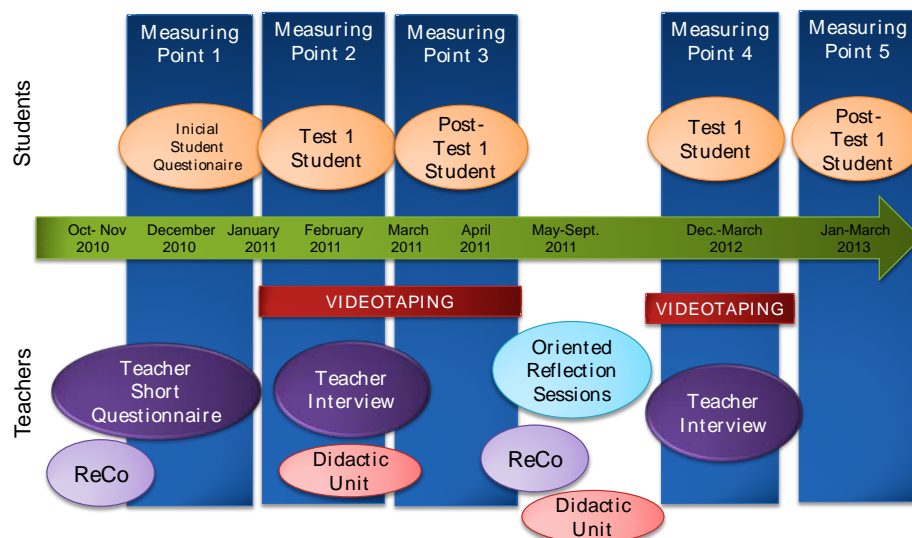 Measuring
Point 1
Measuring
Point 2
Measuring
Point 3
Measuring
Point 4
Measuring
Point 5
Students
Inicial
Student
Questionaire
Test 1
Student
Post-
Test 1
Student
Test 1
Student
Post-
Test 1
Student
Oct- Nov
2010
December
2010
January
2011
February
2011
March
2011
April
2011
May-Sept.
2011
Dec.-March
2012
Jan-March
2013
VIDEOTAPING
VIDEOTAPING
Teachers
Teacher
Short
Questionnaire
Teacher
Interview
Oriented
Reflection
Sessions
Teacher
Interview
ReCo
Didactic
Unit
ReCo
Didactic
Unit